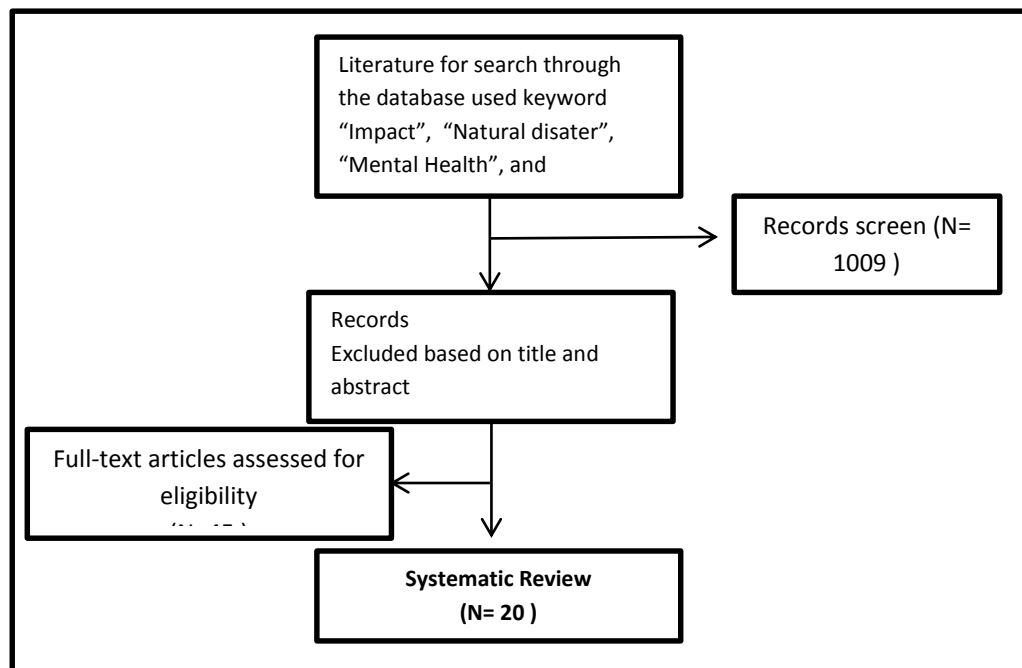 Literature for search through
the database used keyword
“Impact”, “Natural disater”,
“Mental Health”, and
Records screen (N=
1009 )
Records
Excluded based on title and
abstract
Full-text articles assessed for
eligibility
Systematic Review
(N= 20 )